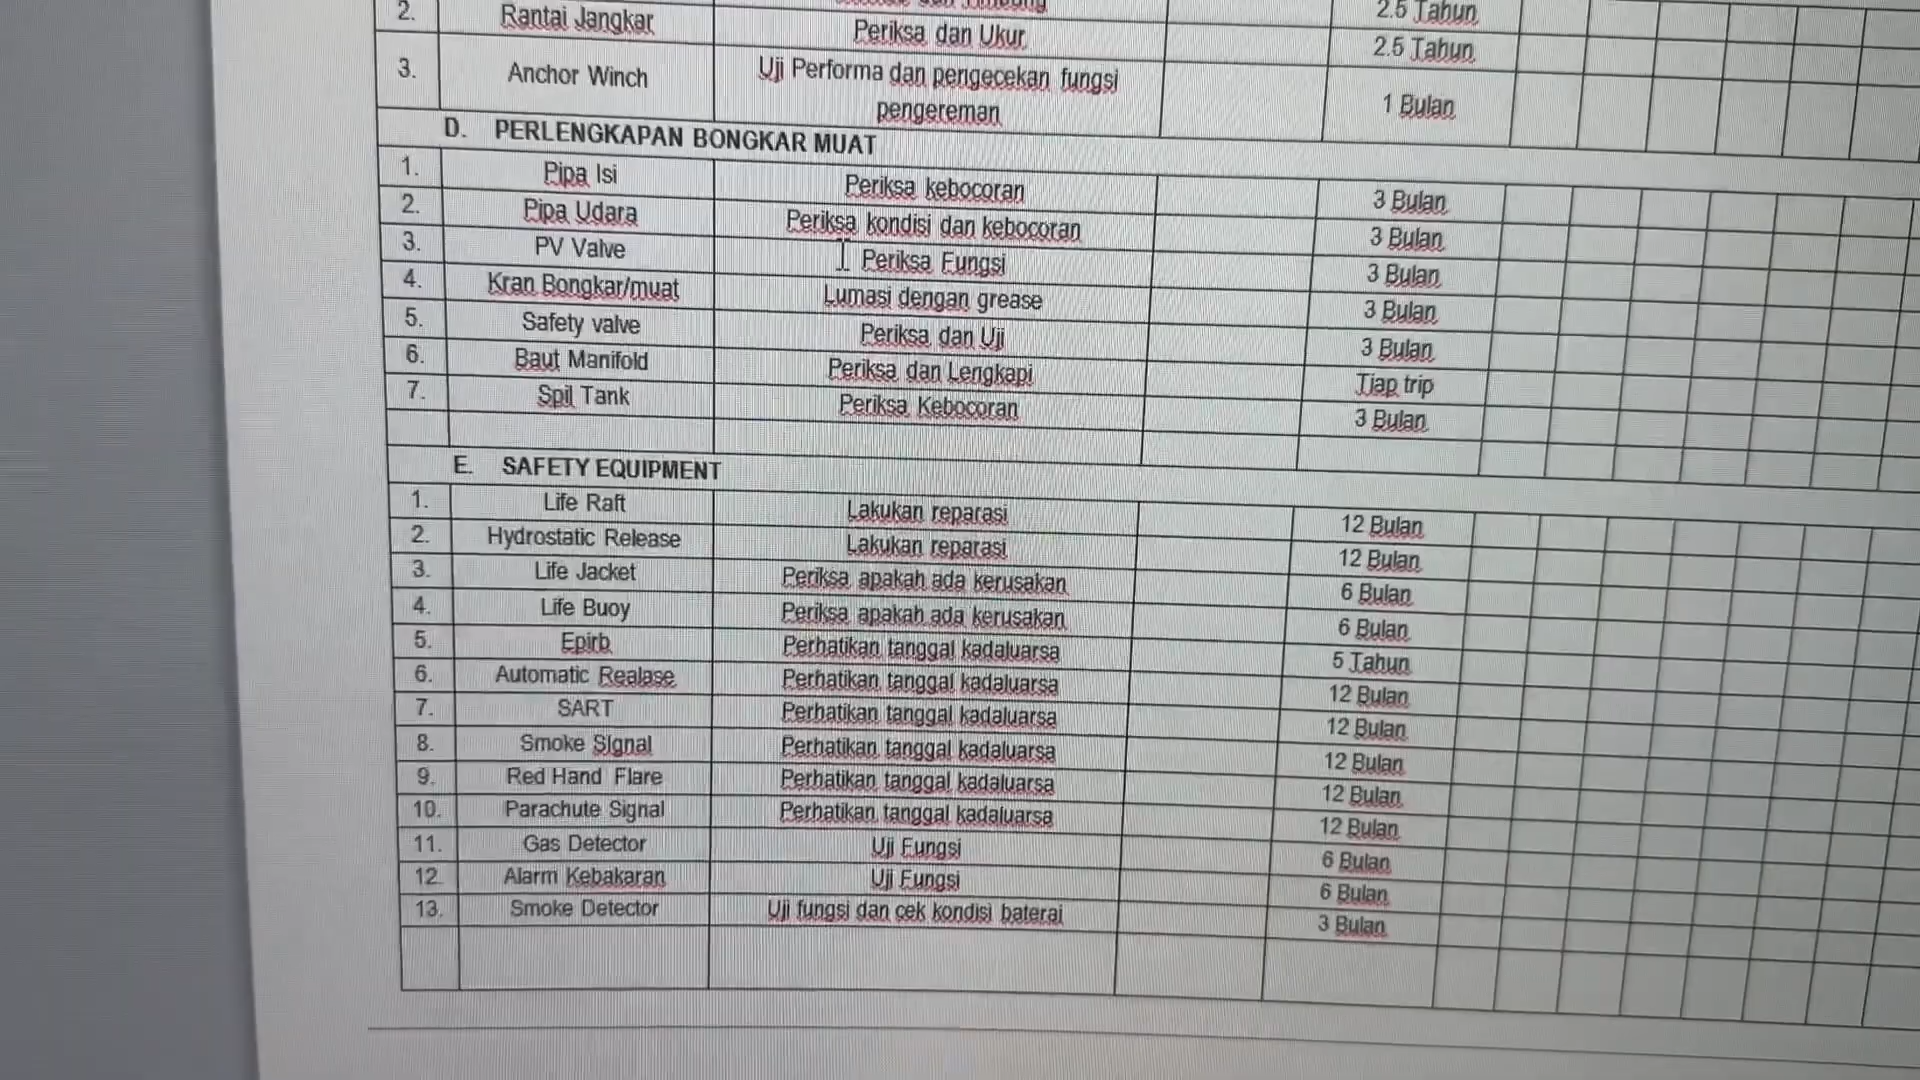 2. Rantai Jangkar Periksa dan Ukur 2.5 Tahun
2.5 Tahun
3. Anchor Winch Uji Performa dan pengecekan fungsi pengereman 1 Bulan
D. PERLENGKAPAN BONGKAR MUAT
1. Pipa Isi Periksa kebocoran 3 Bulan
2. Pipa Udara Periksa kondisi dan kebocoran 3 Bulan
3. PV Valve Periksa Fungsi 3 Bulan
4. Kran Bongkar/muat Lumasi dengan grease 3 Bulan
5. Safety valve Periksa dan Uji 3 Bulan
6. Baut Manifold Periksa dan Lengkapi Tiap trip
7. Spil Tank Periksa Kebocoran 3 Bulan
E. SAFETY EQUIPMENT
1. Life Raft Lakukan reparasi 12 Bulan
2. Hydrostatic Release Lakukan reparasi 12 Bulan
3. Life Jacket Periksa apakah ada kerusakan 6 Bulan
4. Life Buoy Periksa apakah ada kerusakan 6 Bulan
5. Epirb Perhatikan tanggal kadaluarsa 5 Tahun
6. Automatic Realase Perhatikan tanggal kadaluarsa 12 Bulan
7. SART Perhatikan tanggal kadaluarsa 12 Bulan
8. Smoke SIgnal Perhatikan tanggal kadaluarsa 12 Bulan
9. Red Hand Flare Perhatikan tanggal kadaluarsa 12 Bulan
10. Parachute Signal Perhatikan tanggal kadaluarsa 12 Bulan
11. Gas Detector Uji Fungsi 6 Bulan
12. Alarm Kebakaran Uji Fungsi 6 Bulan
13. Smoke Detector Uji fungsi dan cek kondisi baterai 3 Bulan